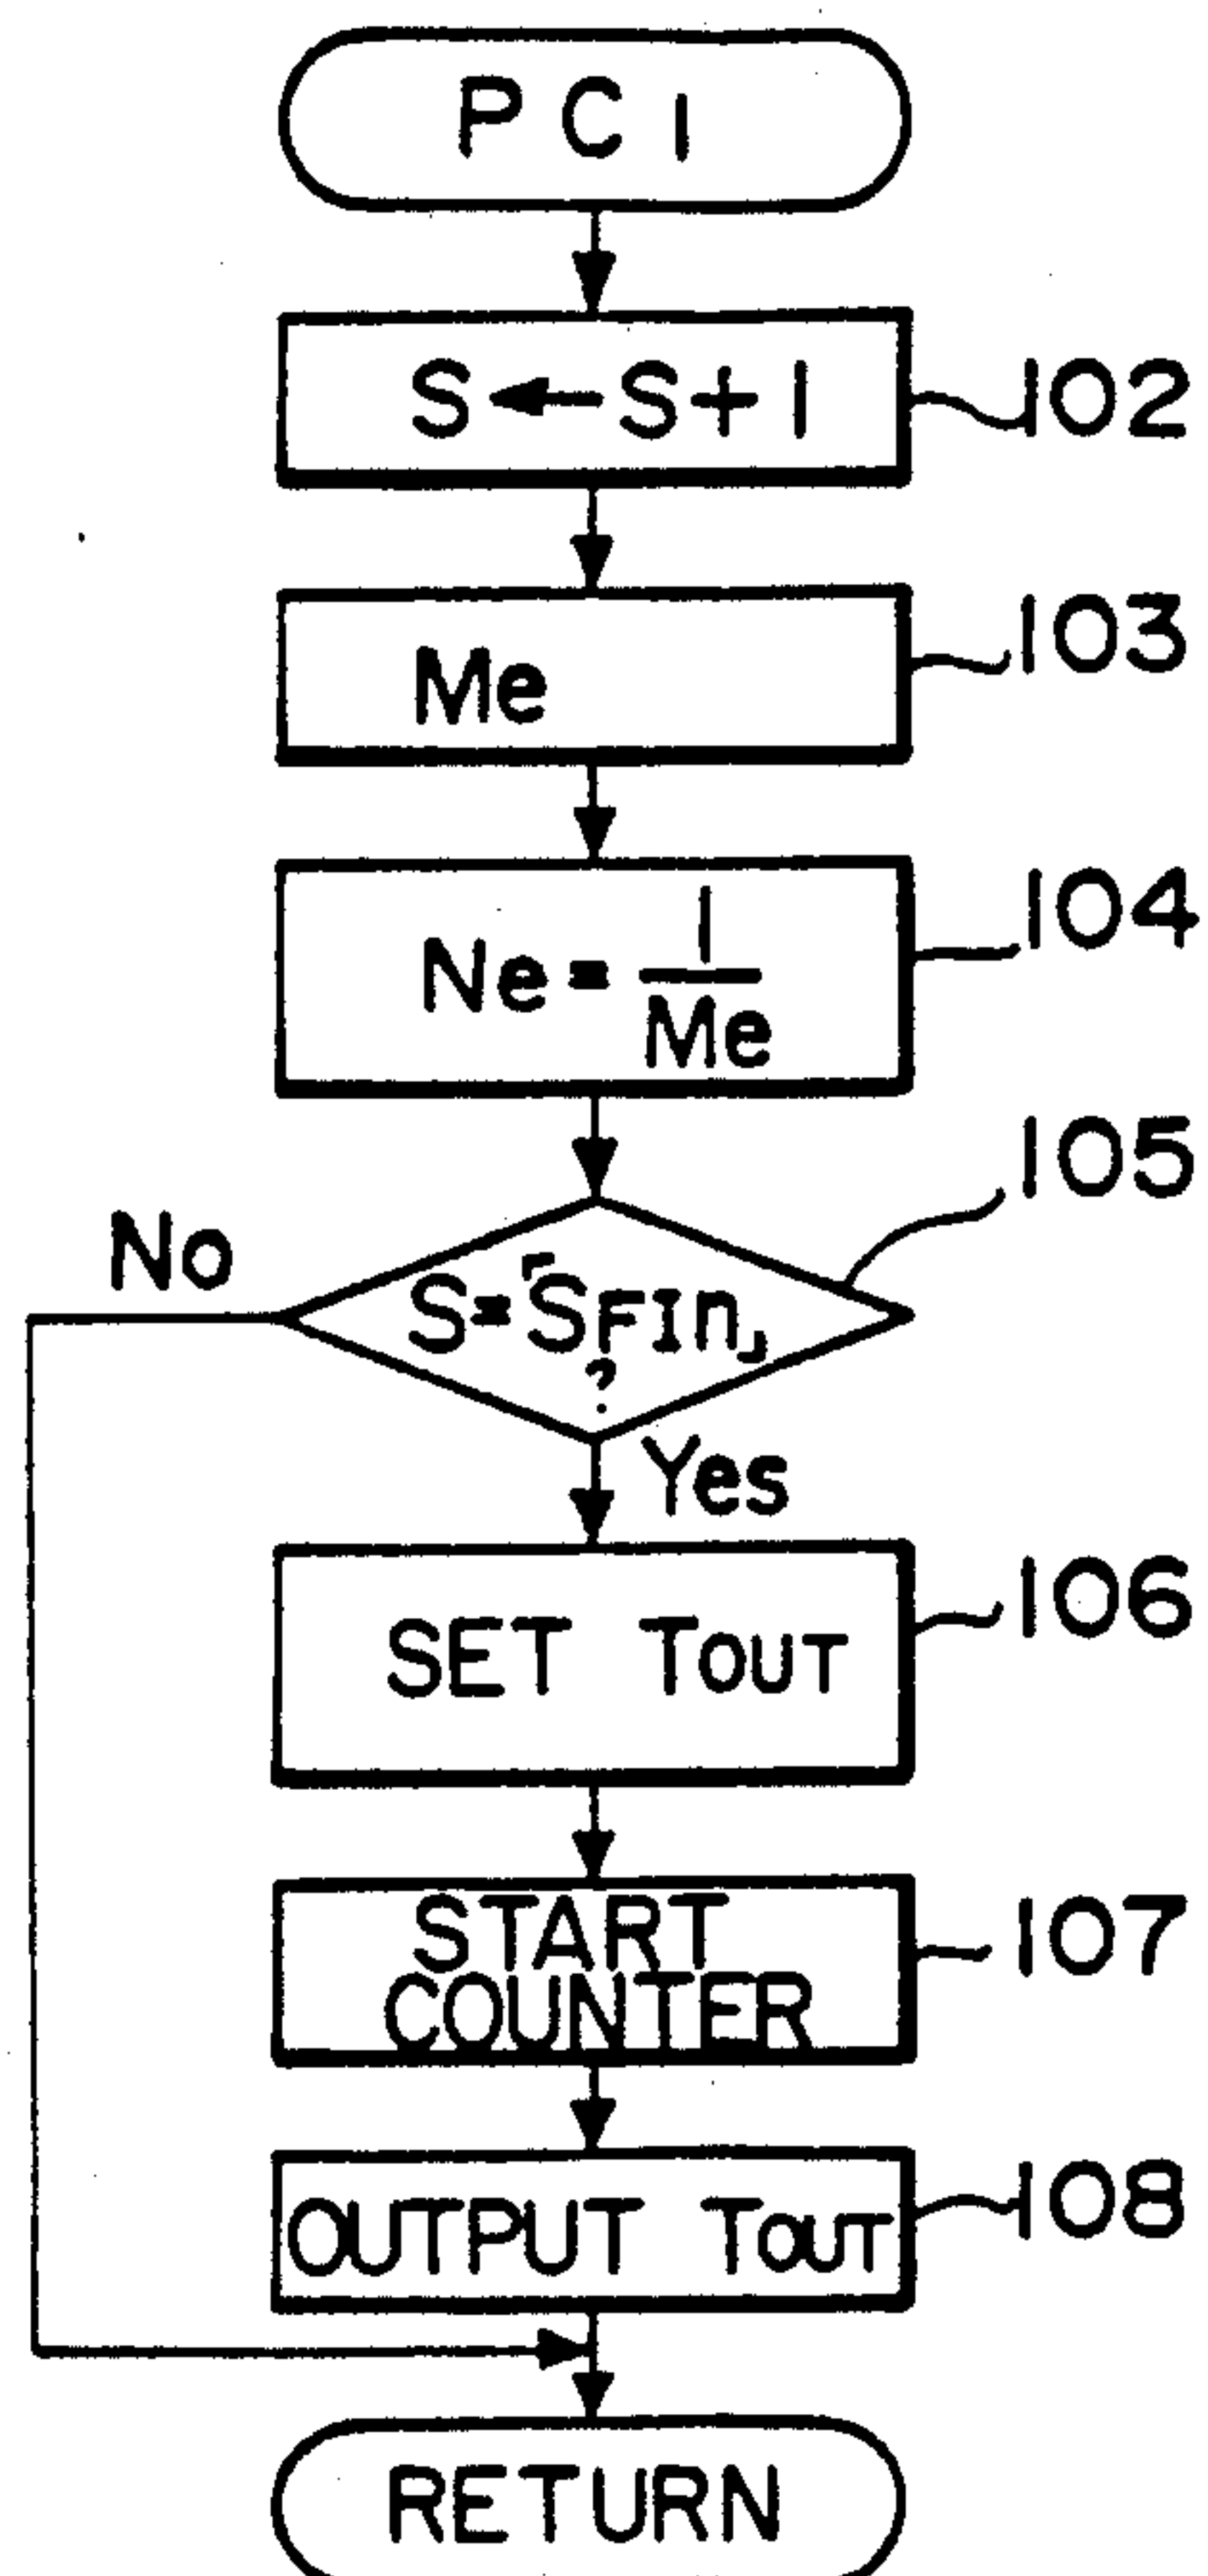 PC1
S←S+1
102
Me
103
Ne = 1/Me
104
105
No
S=「SFIn」
?
Yes
SET TOUT
106
START
COUNTER
107
OUTPUT TOUT
108
RETURN